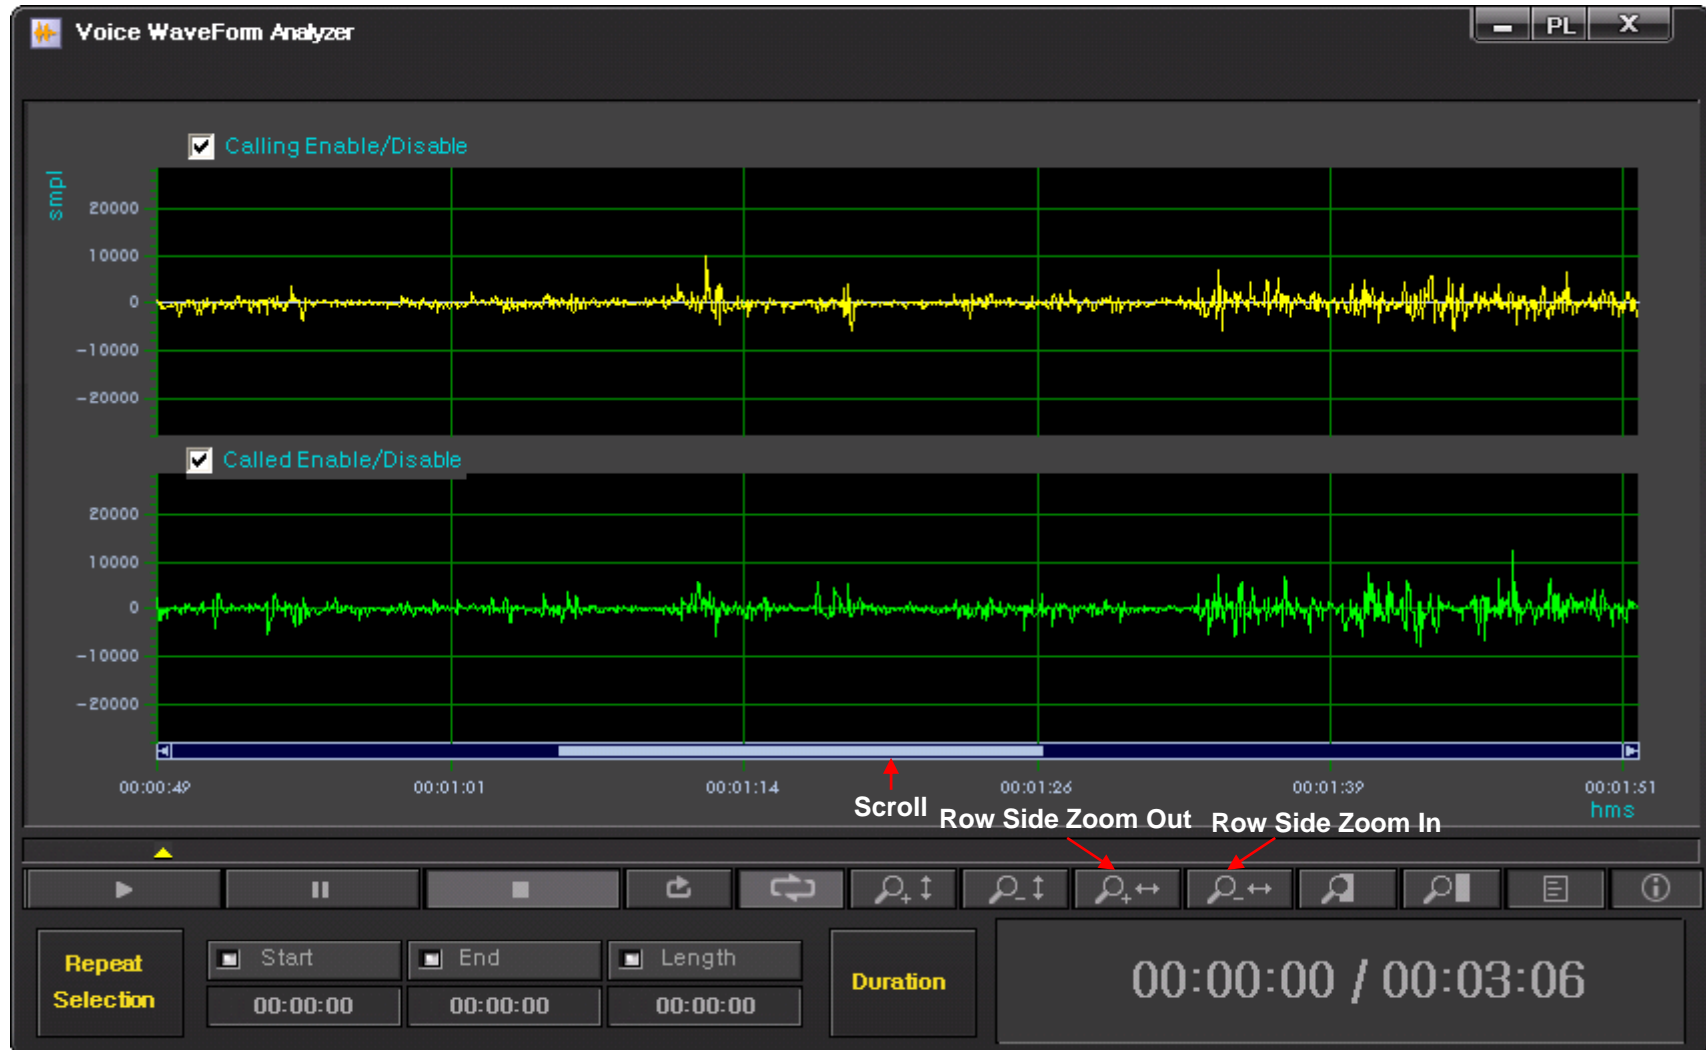 Voice WaveForm Analyzer
PL X
Calling Enable/Disable
smpl
20000
10000
0
-10000
-20000
Called Enable/Disable
20000
10000
0
-10000
-20000
00:00:49 00:01:01 00:01:14 00:01:26 00:01:39 00:01:51
hms
Scroll Row Side Zoom Out Row Side Zoom In
Repeat Selection
Start End Length
00:00:00 00:00:00 00:00:00
Duration
00:00:00 / 00:03:06